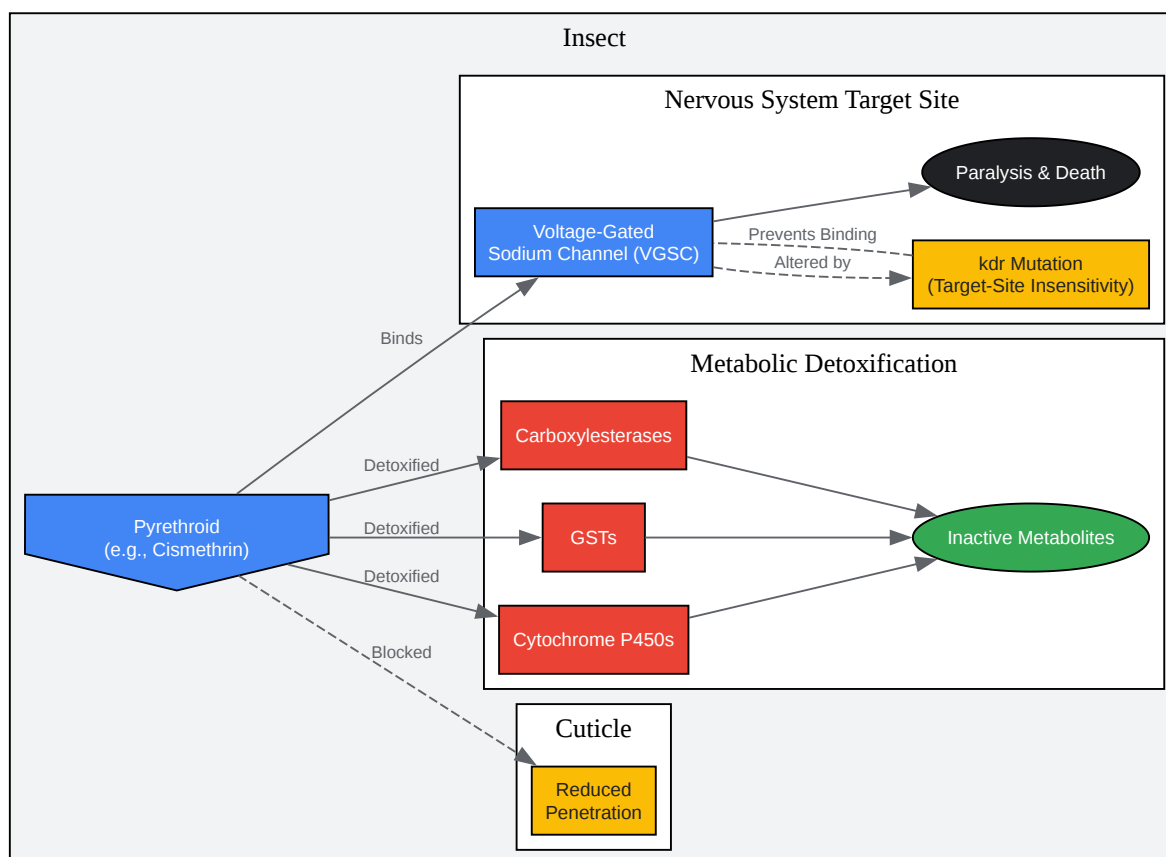 Insect
Nervous System Target Site
Paralysis & Death
Voltage-Gated
Sodium Channel (VGSC)
Prevents Binding
Altered by
kdr Mutation
(Target-Site Insensitivity)
Binds
Metabolic Detoxification
Carboxylesterases
Detoxified
Pyrethroid
(e.g., Cismethrin)
Detoxified
GSTs
Inactive Metabolites
Detoxified
Cytochrome P450s
Blocked
Cuticle
Reduced
Penetration